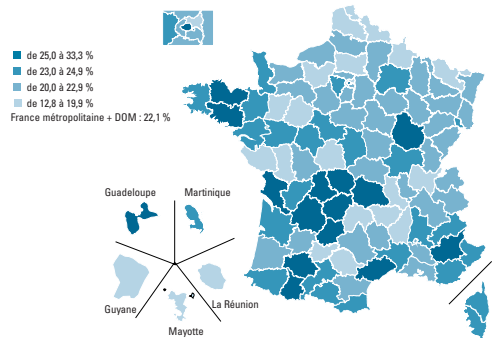 de 25,0 à 33,3 %
de 23,0 à 24,9 %
de 20,0 à 22,9 %
de 12,8 à 19,9 %
France métropolitaine + DOM : 22,1 %
Guadeloupe
Martinique
Guyane
La Réunion
Mayotte